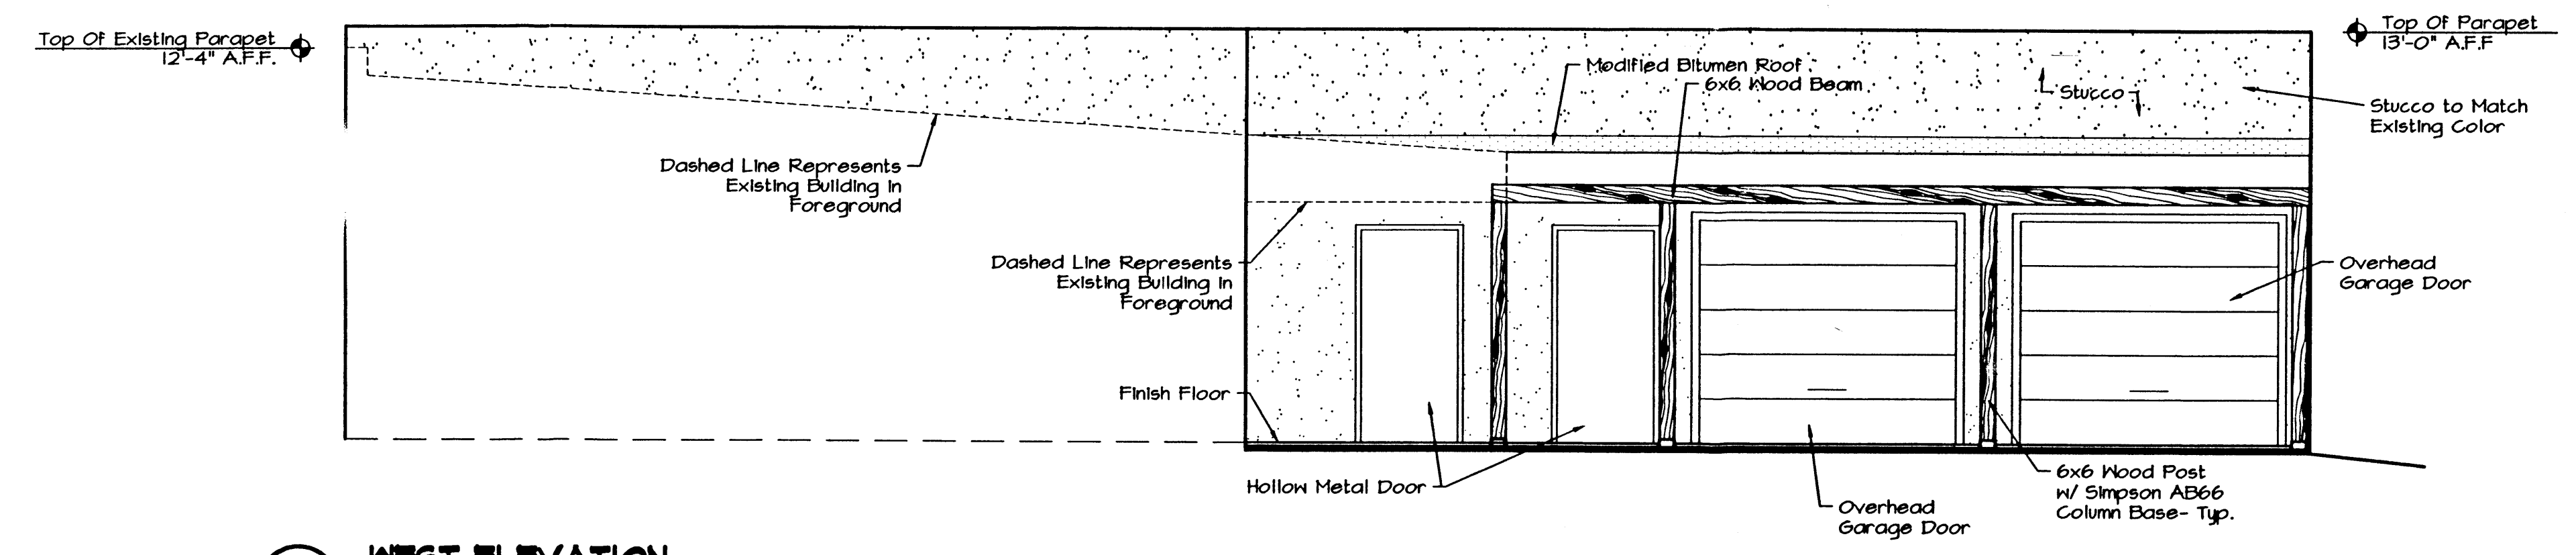 Top Of Existing Parapet
12'-4" A.F.F.
Top Of Parapet
13'-0" A.F.F
Modified Bitumen Roof
6x6 Wood Beam
Stucco
Stucco to Match
Existing Color
Dashed Line Represents
Existing Building in
Foreground
Dashed Line Represents
Existing Building in
Foreground
Overhead
Garage Door
Finish Floor
Hollow Metal Door
6x6 Wood Post
w/ Simpson AB66
Column Base- Typ.
Overhead
Garage Door
WEST ELEVATION